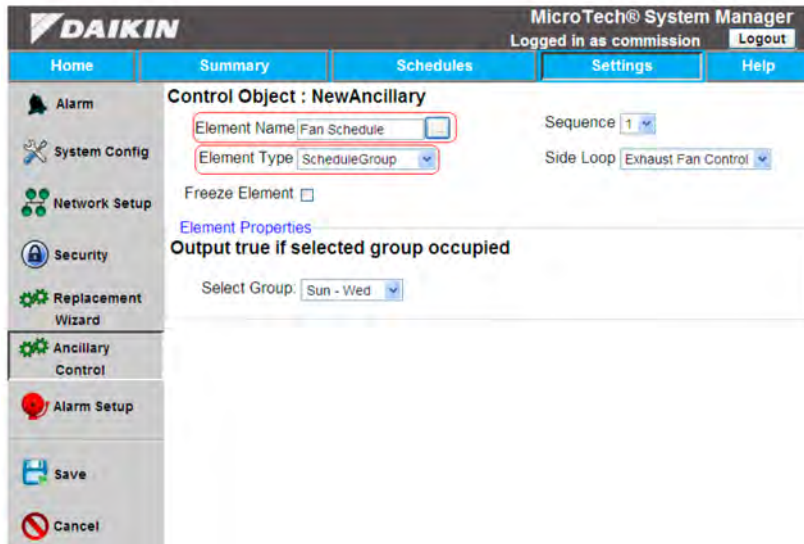 DAIKIN
MicroTech® System Manager
Logged in as commission Logout
Home Summary Schedules Settings Help
Alarm
System Config
Network Setup
Security
Replacement
Wizard
Ancillary
Control
Alarm Setup
Save
Cancel
Control Object : NewAncillary
Element Name Fan Schedule ...
Sequence 1
Element Type ScheduleGroup
Side Loop Exhaust Fan Control
Freeze Element
Element Properties
Output true if selected group occupied
Select Group: Sun - Wed